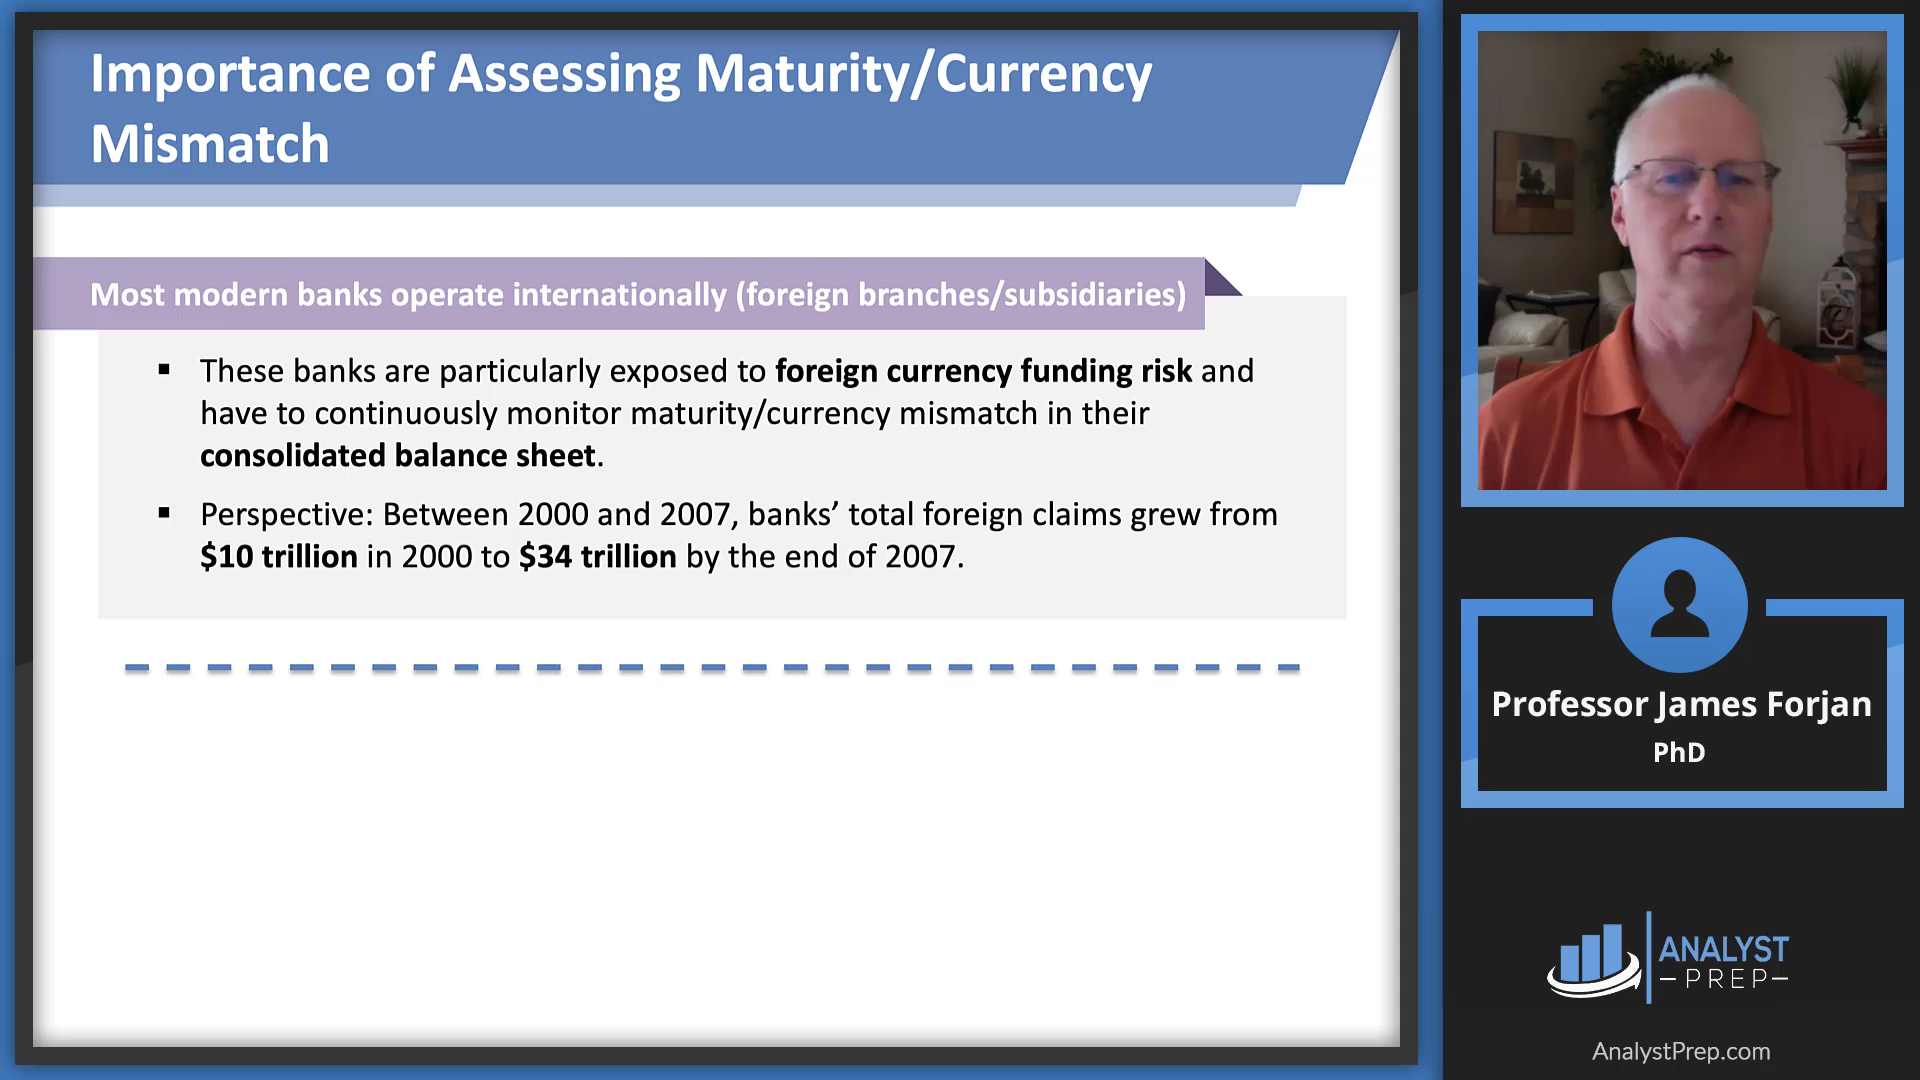 Importance of Assessing Maturity/Currency
Mismatch
Most modern banks operate internationally (foreign branches/subsidiaries)
▪ These banks are particularly exposed to foreign currency funding risk and
have to continuously monitor maturity/currency mismatch in their
consolidated balance sheet.
▪ Perspective: Between 2000 and 2007, banks’ total foreign claims grew from
$10 trillion in 2000 to $34 trillion by the end of 2007.
Professor James Forjan
PhD
ANALYST
PREP
AnalystPrep.com